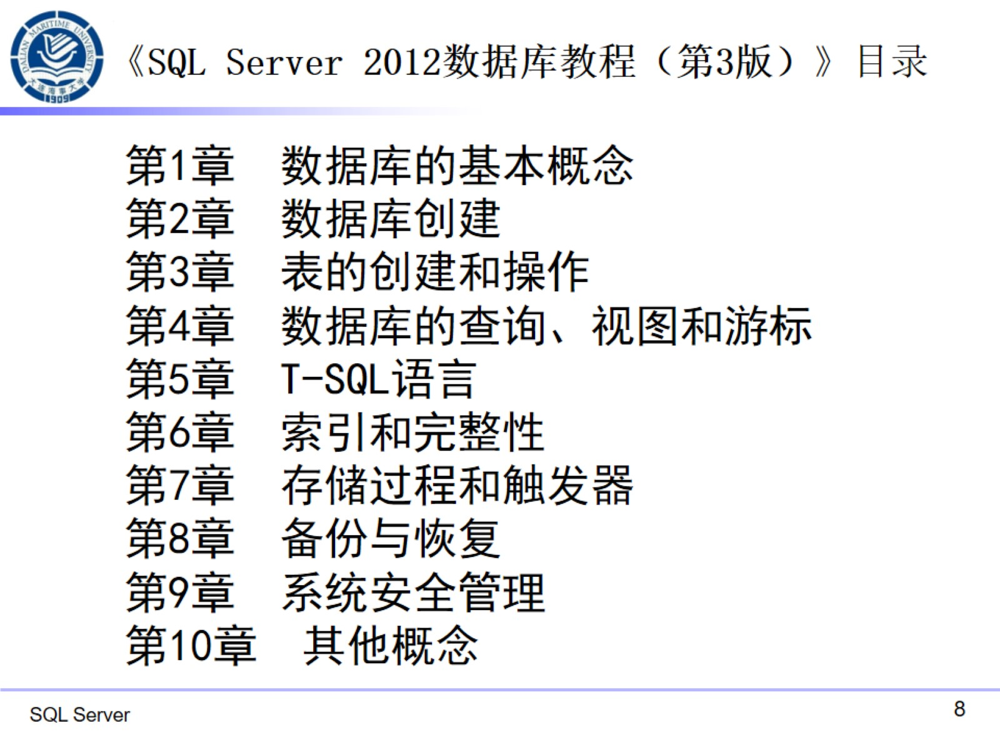 DALIAN MARITIME UNIVERSITY
大连海事大学
1909
《SQL Server 2012数据库教程（第3版）》目录
第1章 数据库的基本概念
第2章 数据库创建
第3章 表的创建和操作
第4章 数据库的查询、视图和游标
第5章 T-SQL语言
第6章 索引和完整性
第7章 存储过程和触发器
第8章 备份与恢复
第9章 系统安全管理
第10章 其他概念
SQL Server
8